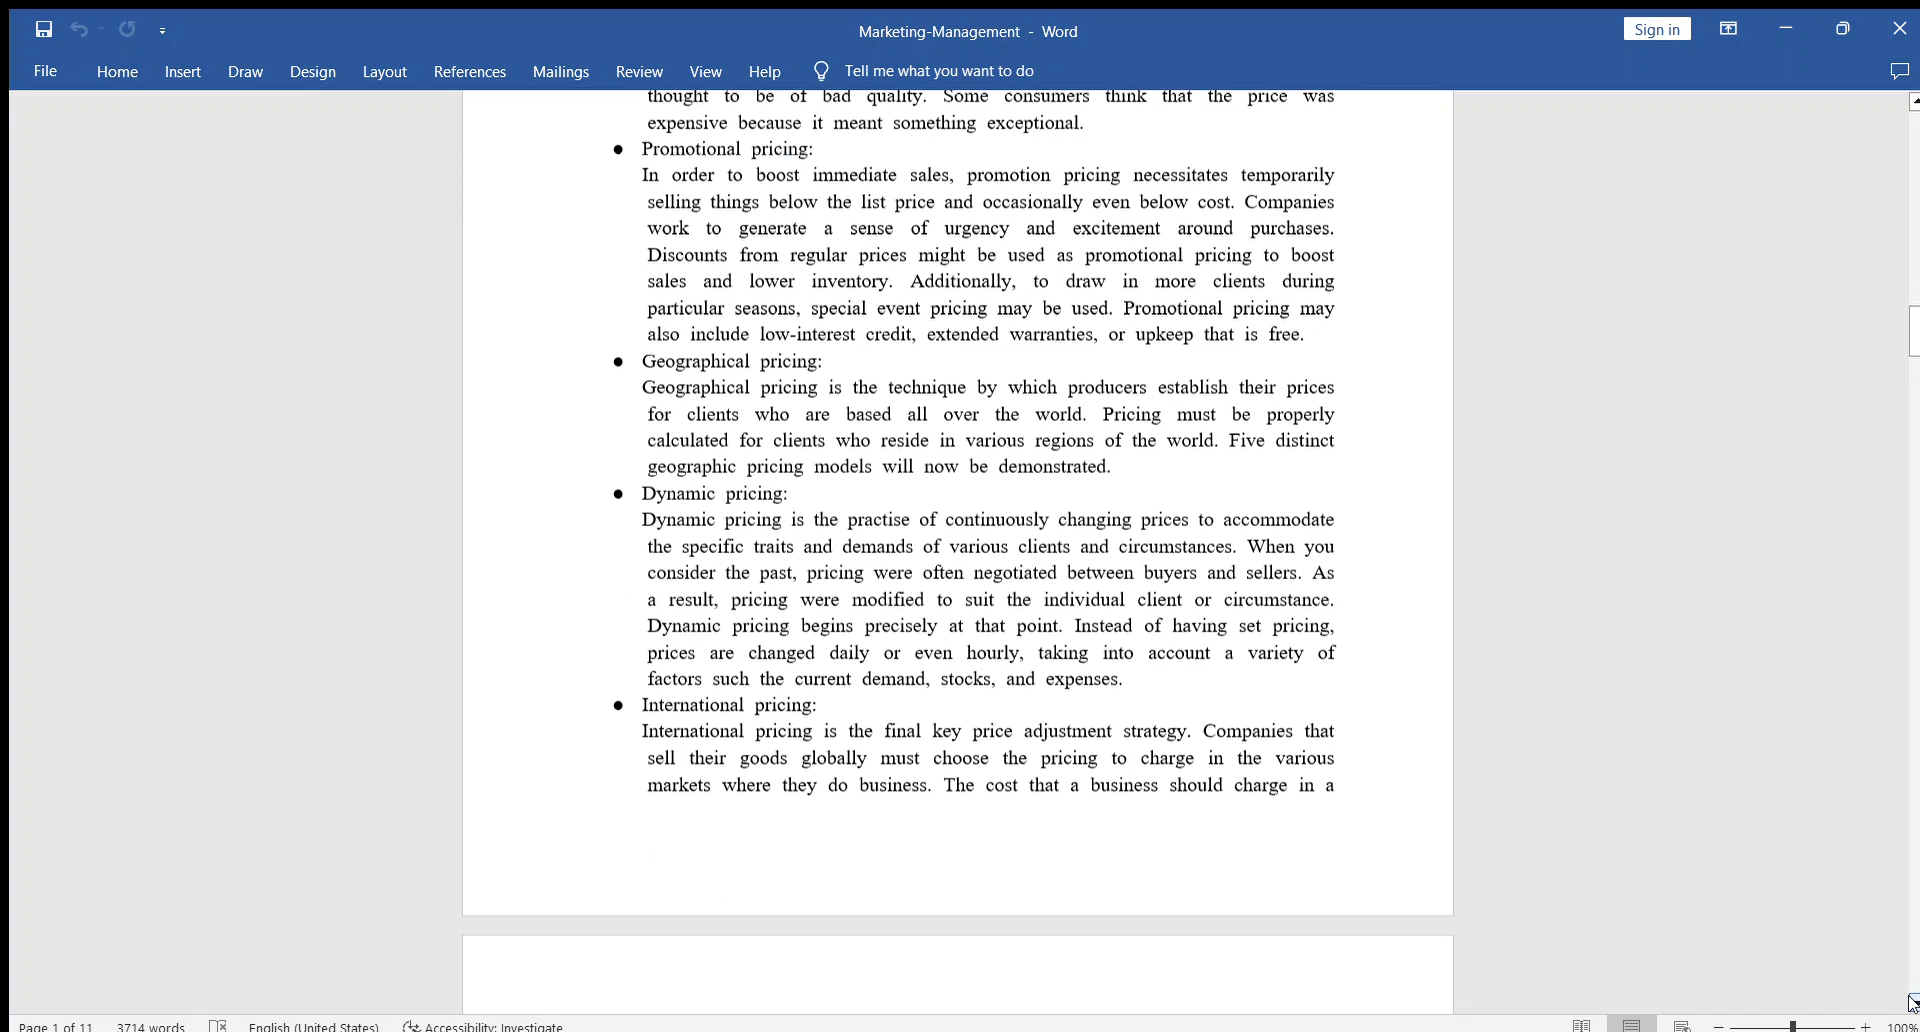 Marketing-Management - Word
Sign in
File Home Insert Draw Design Layout References Mailings Review View Help Tell me what you want to do
thought to be of bad quality. Some consumers think that the price was
expensive because it meant something exceptional.
● Promotional pricing:
In order to boost immediate sales, promotion pricing necessitates temporarily
selling things below the list price and occasionally even below cost. Companies
work to generate a sense of urgency and excitement around purchases.
Discounts from regular prices might be used as promotional pricing to boost
sales and lower inventory. Additionally, to draw in more clients during
particular seasons, special event pricing may be used. Promotional pricing may
also include low-interest credit, extended warranties, or upkeep that is free.
● Geographical pricing:
Geographical pricing is the technique by which producers establish their prices
for clients who are based all over the world. Pricing must be properly
calculated for clients who reside in various regions of the world. Five distinct
geographic pricing models will now be demonstrated.
● Dynamic pricing:
Dynamic pricing is the practise of continuously changing prices to accommodate
the specific traits and demands of various clients and circumstances. When you
consider the past, pricing were often negotiated between buyers and sellers. As
a result, pricing were modified to suit the individual client or circumstance.
Dynamic pricing begins precisely at that point. Instead of having set pricing,
prices are changed daily or even hourly, taking into account a variety of
factors such the current demand, stocks, and expenses.
● International pricing:
International pricing is the final key price adjustment strategy. Companies that
sell their goods globally must choose the pricing to charge in the various
markets where they do business. The cost that a business should charge in a
Page 1 of 11 3714 words English (United States) Accessibility: Investigate 100%